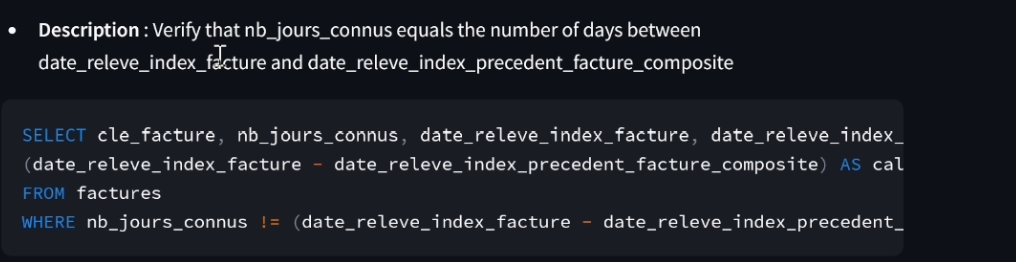 • Description : Verify that nb_jours_connus equals the number of days between
date_releve_index_facture and date_releve_index_precedent_facture_composite
SELECT cle_facture, nb_jours_connus, date_releve_index_facture, date_releve_index_
(date_releve_index_facture - date_releve_index_precedent_facture_composite) AS cal
FROM factures
WHERE nb_jours_connus != (date_releve_index_facture - date_releve_index_precedent_